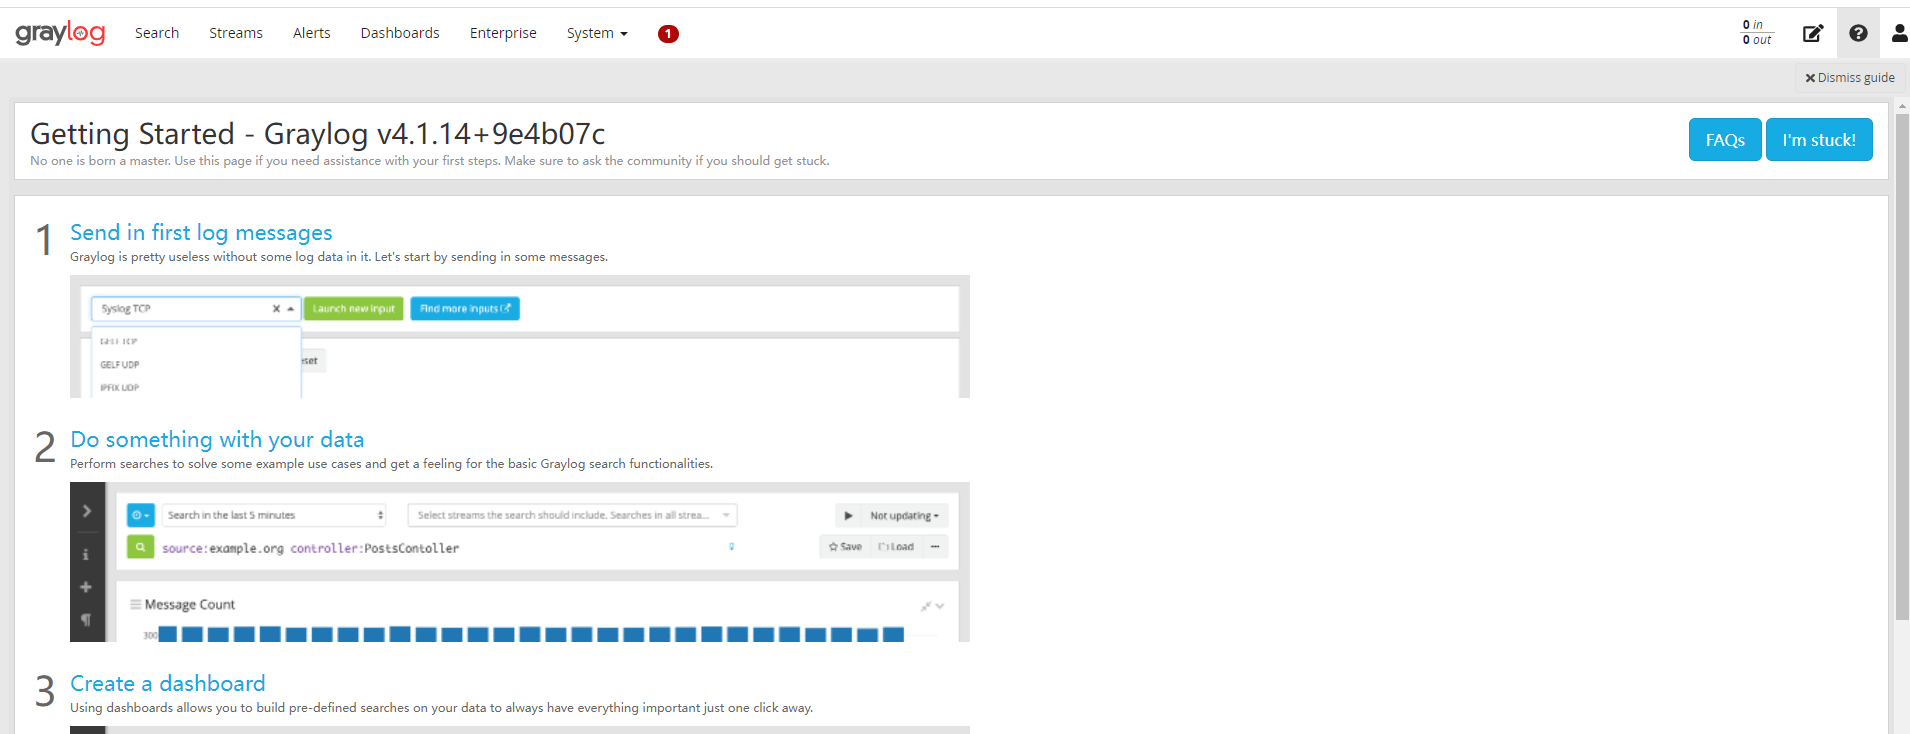 graylog Search Streams Alerts Dashboards Enterprise System 1 0 in
0 out
Dismiss guide
Getting Started - Graylog v4.1.14+9e4b07c
No one is born a master. Use this page if you need assistance with your first steps. Make sure to ask the community if you should get stuck.
FAQs I'm stuck!
1 Send in first log messages
Graylog is pretty useless without some log data in it. Let's start by sending in some messages.
Syslog TCP Launch new input Find more inputs
GELF TCP
GELF UDP
IPFIX UDP
2 Do something with your data
Perform searches to solve some example use cases and get a feeling for the basic Graylog search functionalities.
Search in the last 5 minutes Select streams the search should include. Searches in all strea... Not updating
source:example.org controller:PostsContoller Save Load
Message Count
300
3 Create a dashboard
Using dashboards allows you to build pre-defined searches on your data to always have everything important just one click away.